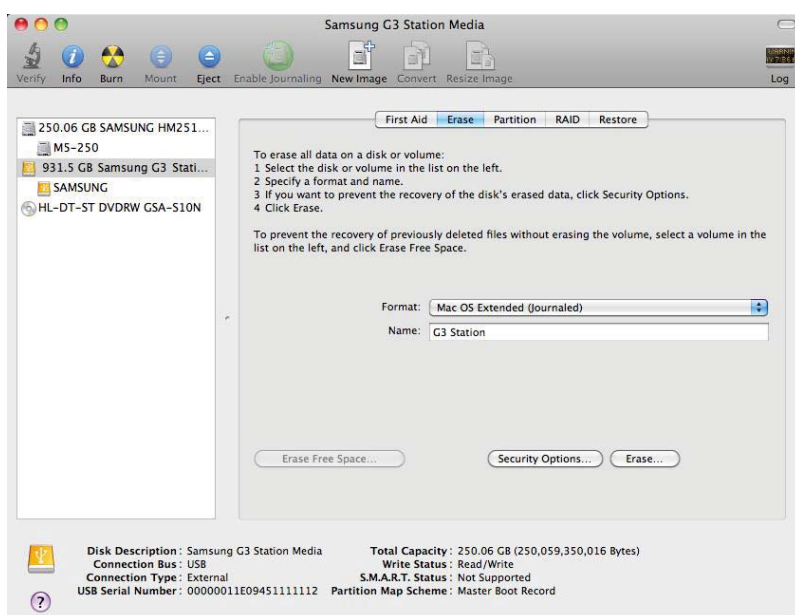 Samsung G3 Station Media
Verify Info Burn Mount Eject Enable Journaling New Image Convert Resize Image Log
250.06 GB SAMSUNG HM251...
M5-250
931.5 GB Samsung G3 Stati...
SAMSUNG
HL-DT-ST DVDRW GSA-S10N
First Aid Erase Partition RAID Restore
To erase all data on a disk or volume:
1 Select the disk or volume in the list on the left.
2 Specify a format and name.
3 If you want to prevent the recovery of the disk's erased data, click Security Options.
4 Click Erase.
To prevent the recovery of previously deleted files without erasing the volume, select a volume in the
list on the left, and click Erase Free Space.
Format: Mac OS Extended (Journaled)
Name: G3 Station
Erase Free Space... Security Options... Erase...
Disk Description : Samsung G3 Station Media
Connection Bus : USB
Connection Type : External
USB Serial Number : 00000011E09451111112
Total Capacity : 250.06 GB (250,059,350,016 Bytes)
Write Status : Read/Write
S.M.A.R.T. Status : Not Supported
Partition Map Scheme : Master Boot Record
?